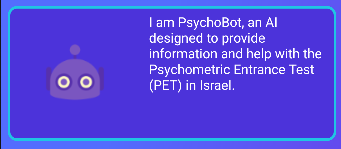 I am PsychoBot, an AI
designed to provide
information and help with the
Psychometric Entrance Test
(PET) in Israel.